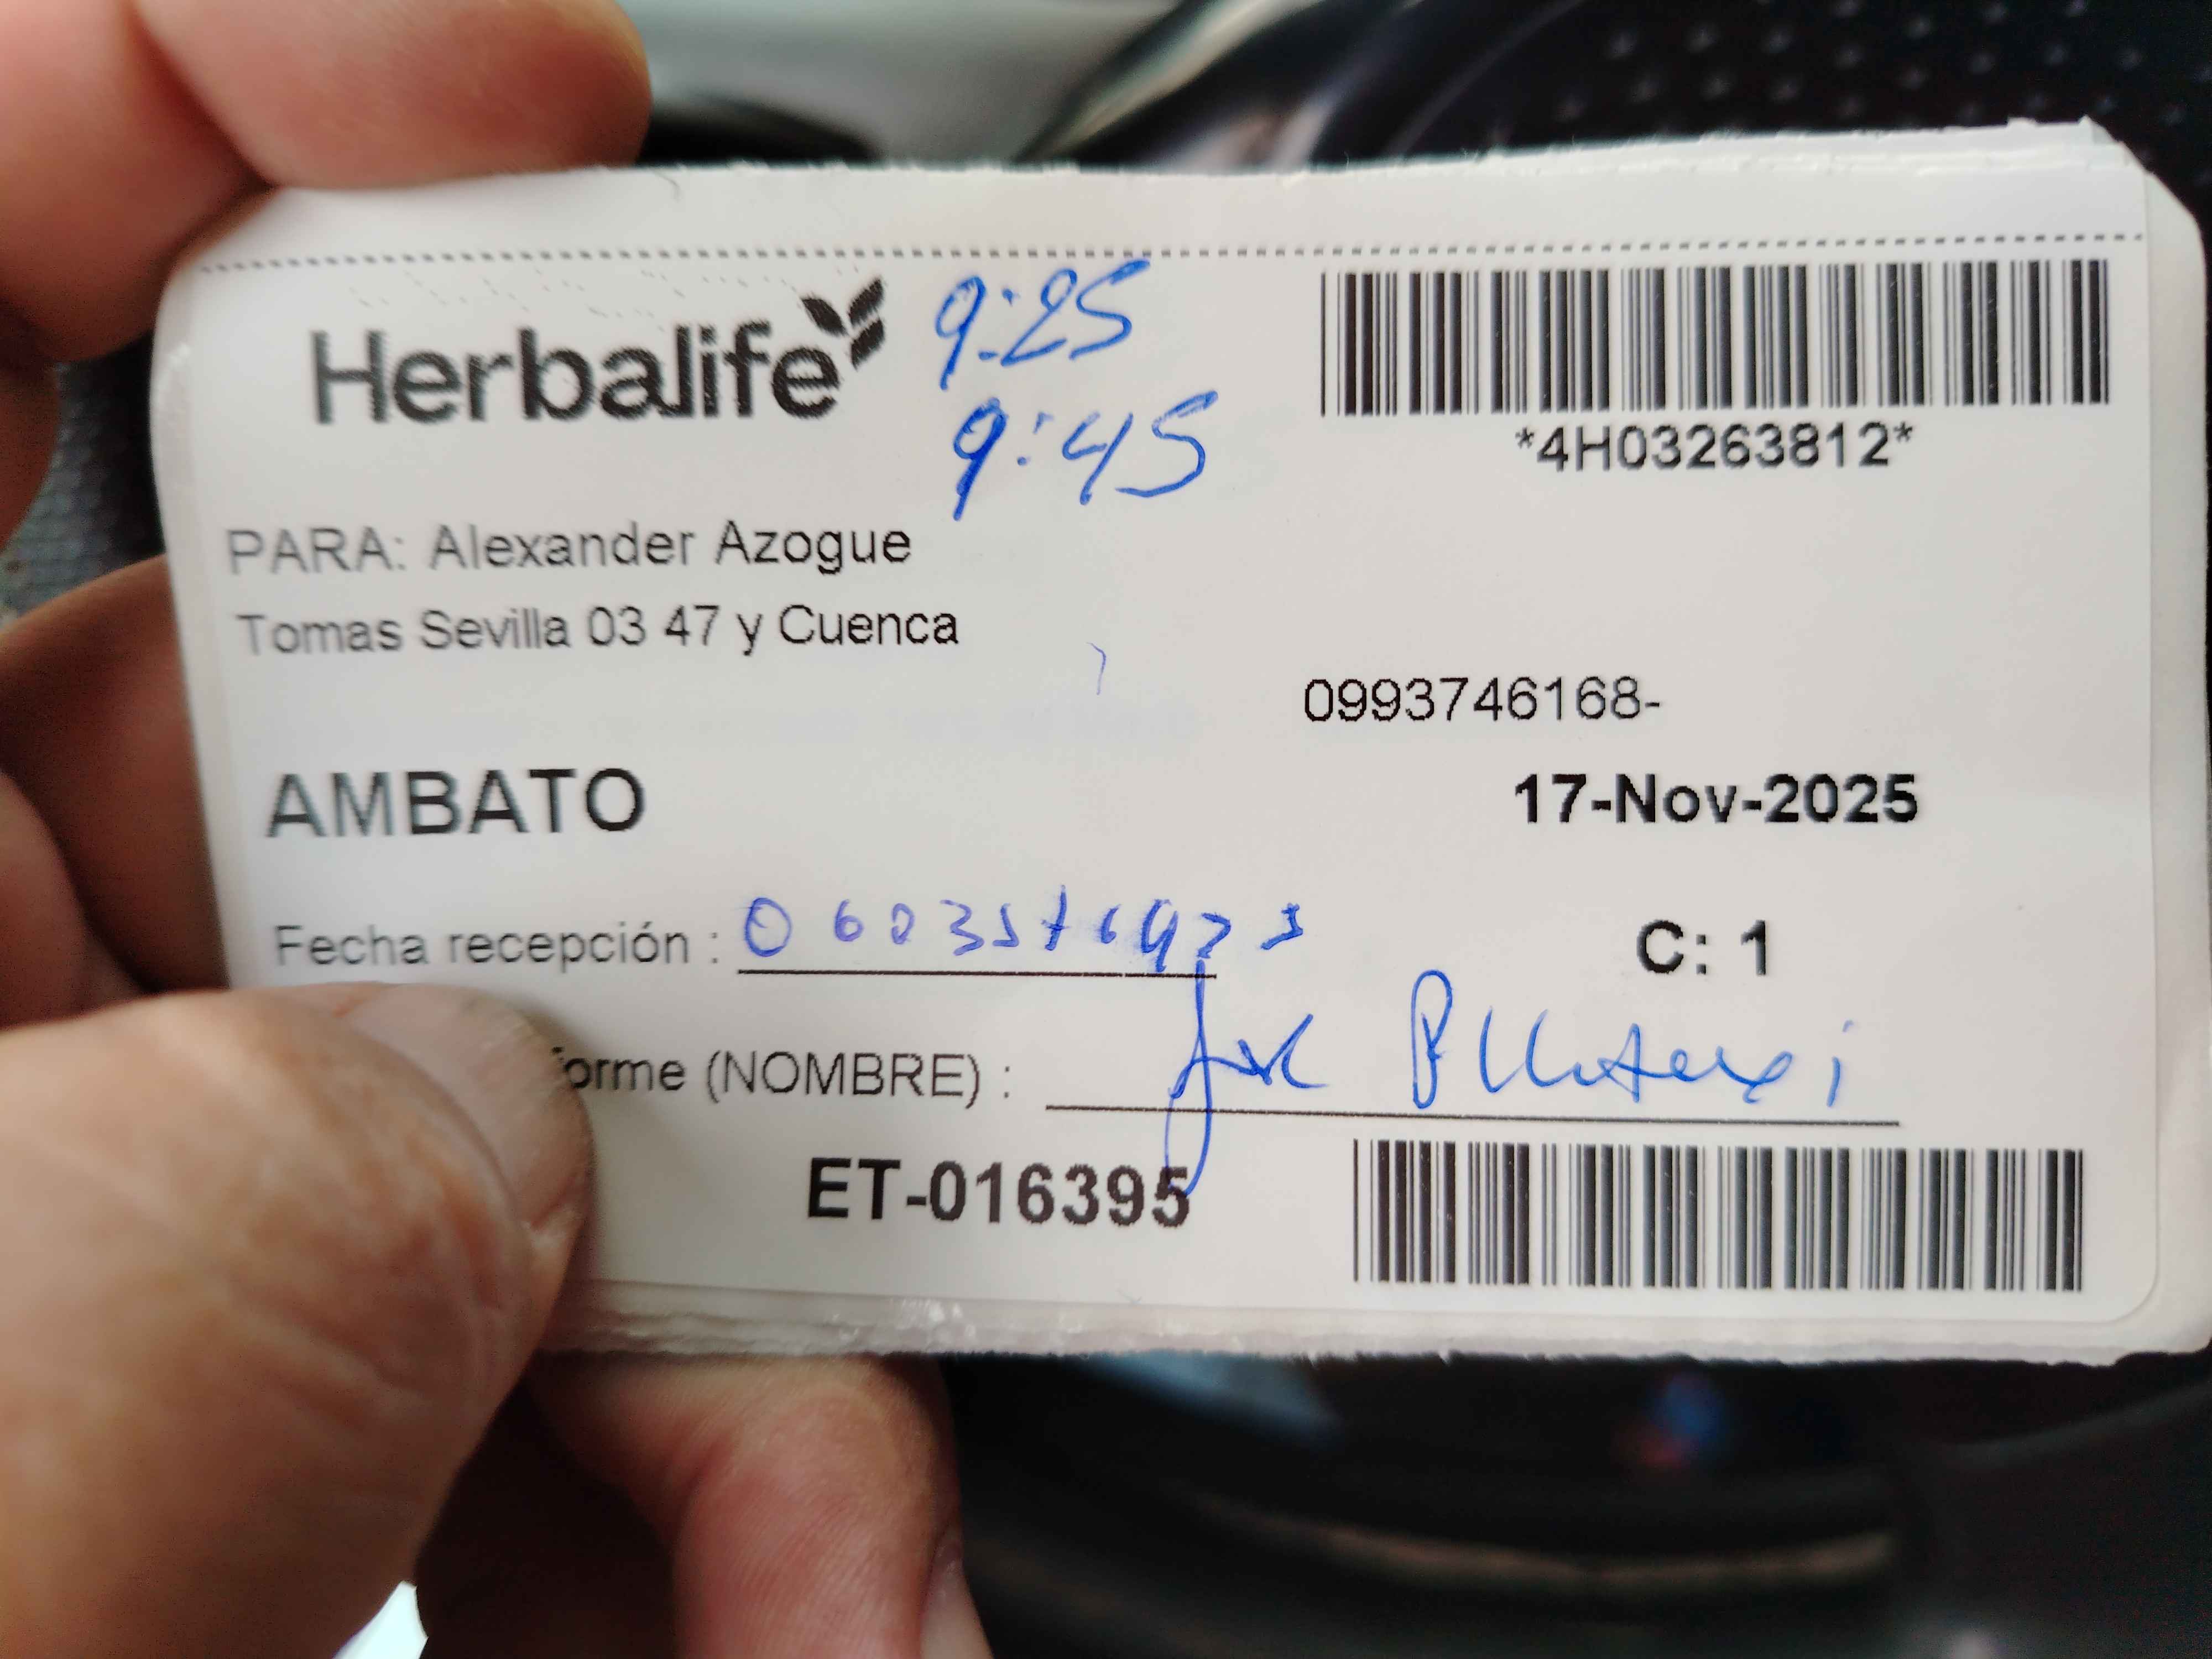 Herbalife
9:25
9:45
*4H03263812*
PARA: Alexander Azogue
Tomas Sevilla 03 47 y Cuenca
0993746168-
AMBATO
17-Nov-2025
Fecha recepción :
C: 1
forme (NOMBRE) :
ET-016395